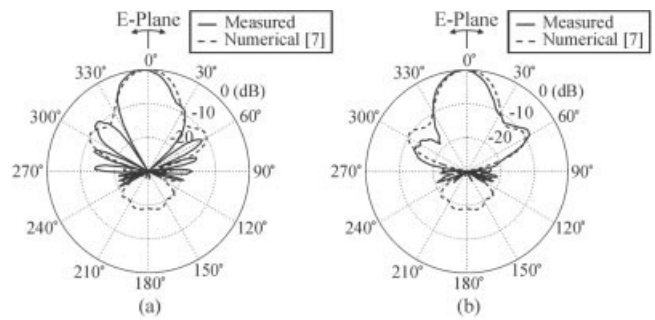 E-Plane
Measured
Numerical [7]
0°
30°
0 (dB)
60°
-10
-20
90°
120°
150°
180°
210°
240°
270°
300°
330°
(a)
E-Plane
Measured
Numerical [7]
0°
30°
0 (dB)
60°
-10
-20
90°
120°
150°
180°
210°
240°
270°
300°
330°
(b)